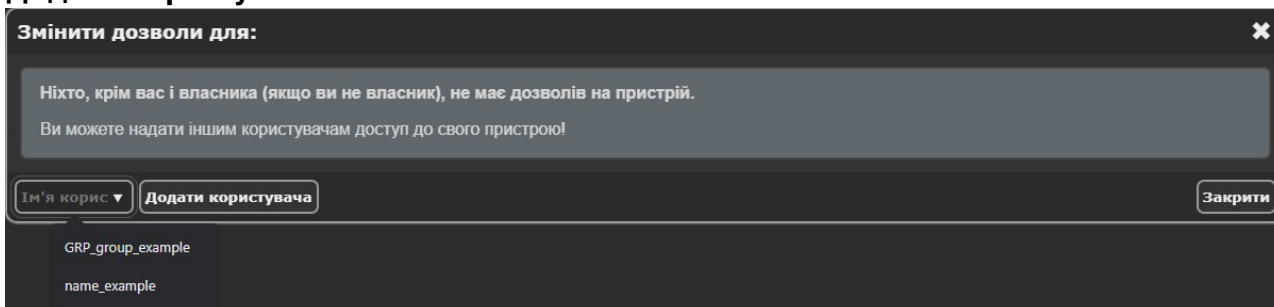 Змінити дозволи для:
✖
Ніхто, крім вас і власника (якщо ви не власник), не має дозволів на пристрій.
Ви можете надати іншим користувачам доступ до свого пристрою!
Ім'я корис ▼ Додати користувача Закрити
GRP_group_example
name_example